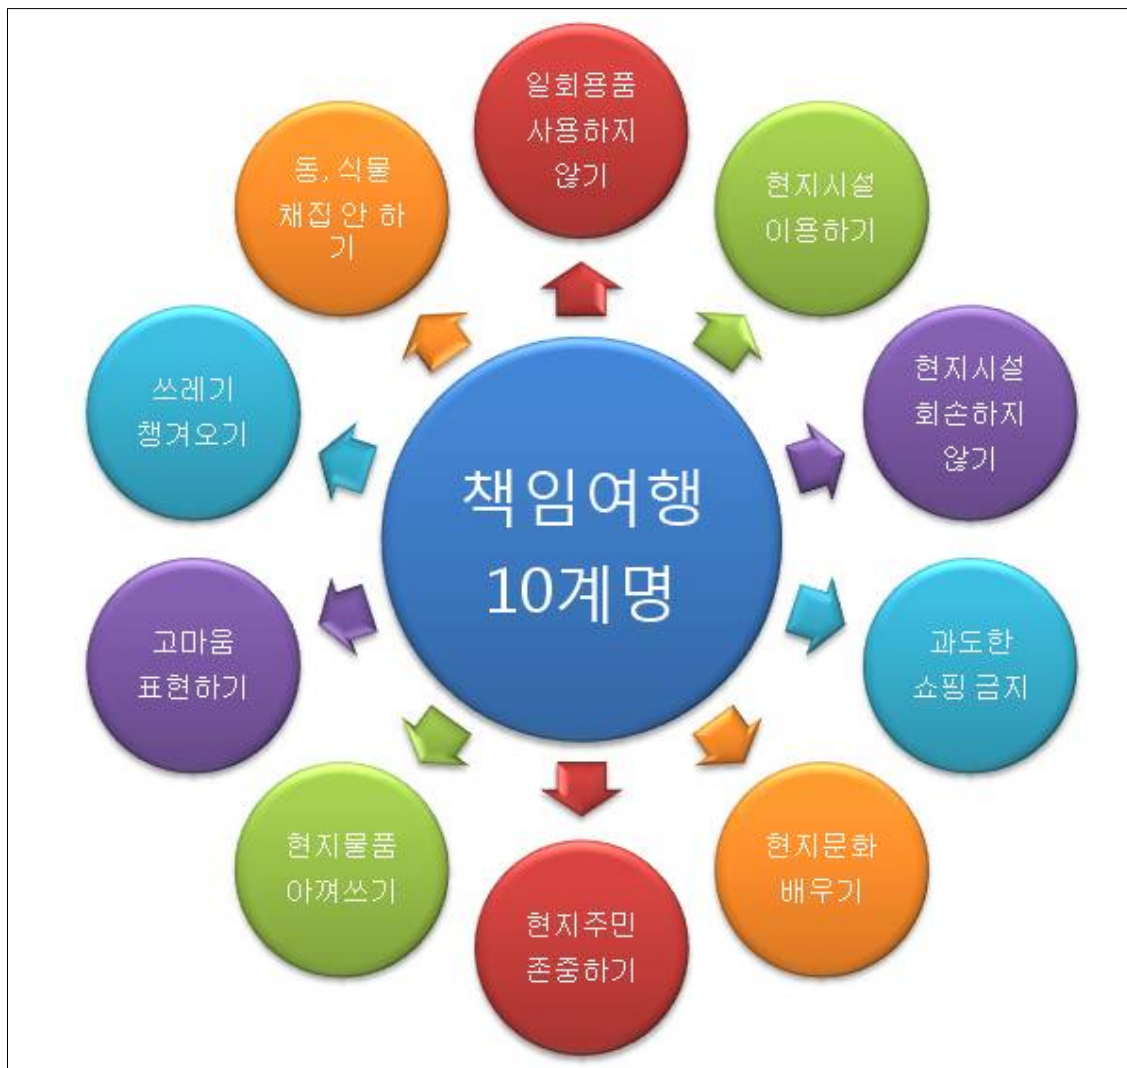 책임여행
10계명
일회용품
사용하지
않기
현지시설
이용하기
현지시설
회손하지
않기
과도한
쇼핑 금지
현지문화
배우기
현지주민
존중하기
현지물품
아껴쓰기
고마움
표현하기
쓰레기
챙겨오기
동, 식물
채집 안 하
기